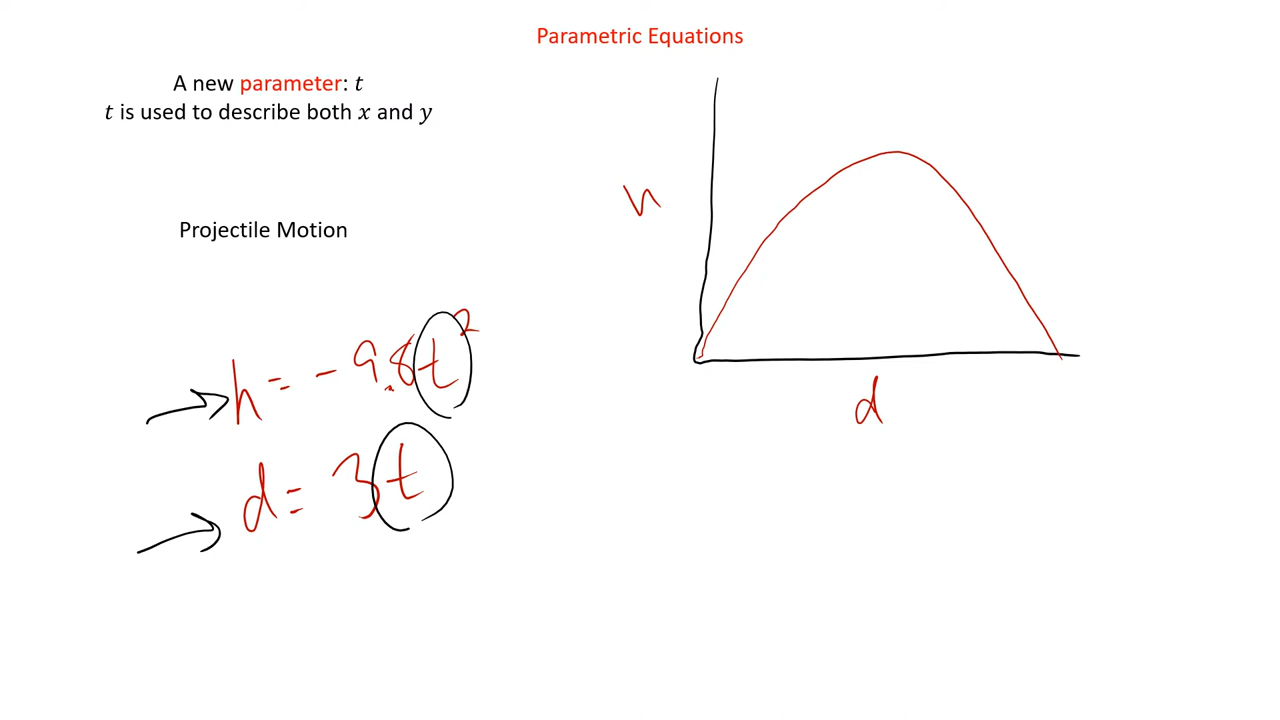 Parametric Equations
A new parameter: t
t is used to describe both x and y
h
Projectile Motion
h = - 9.8t²
d
d = 3t